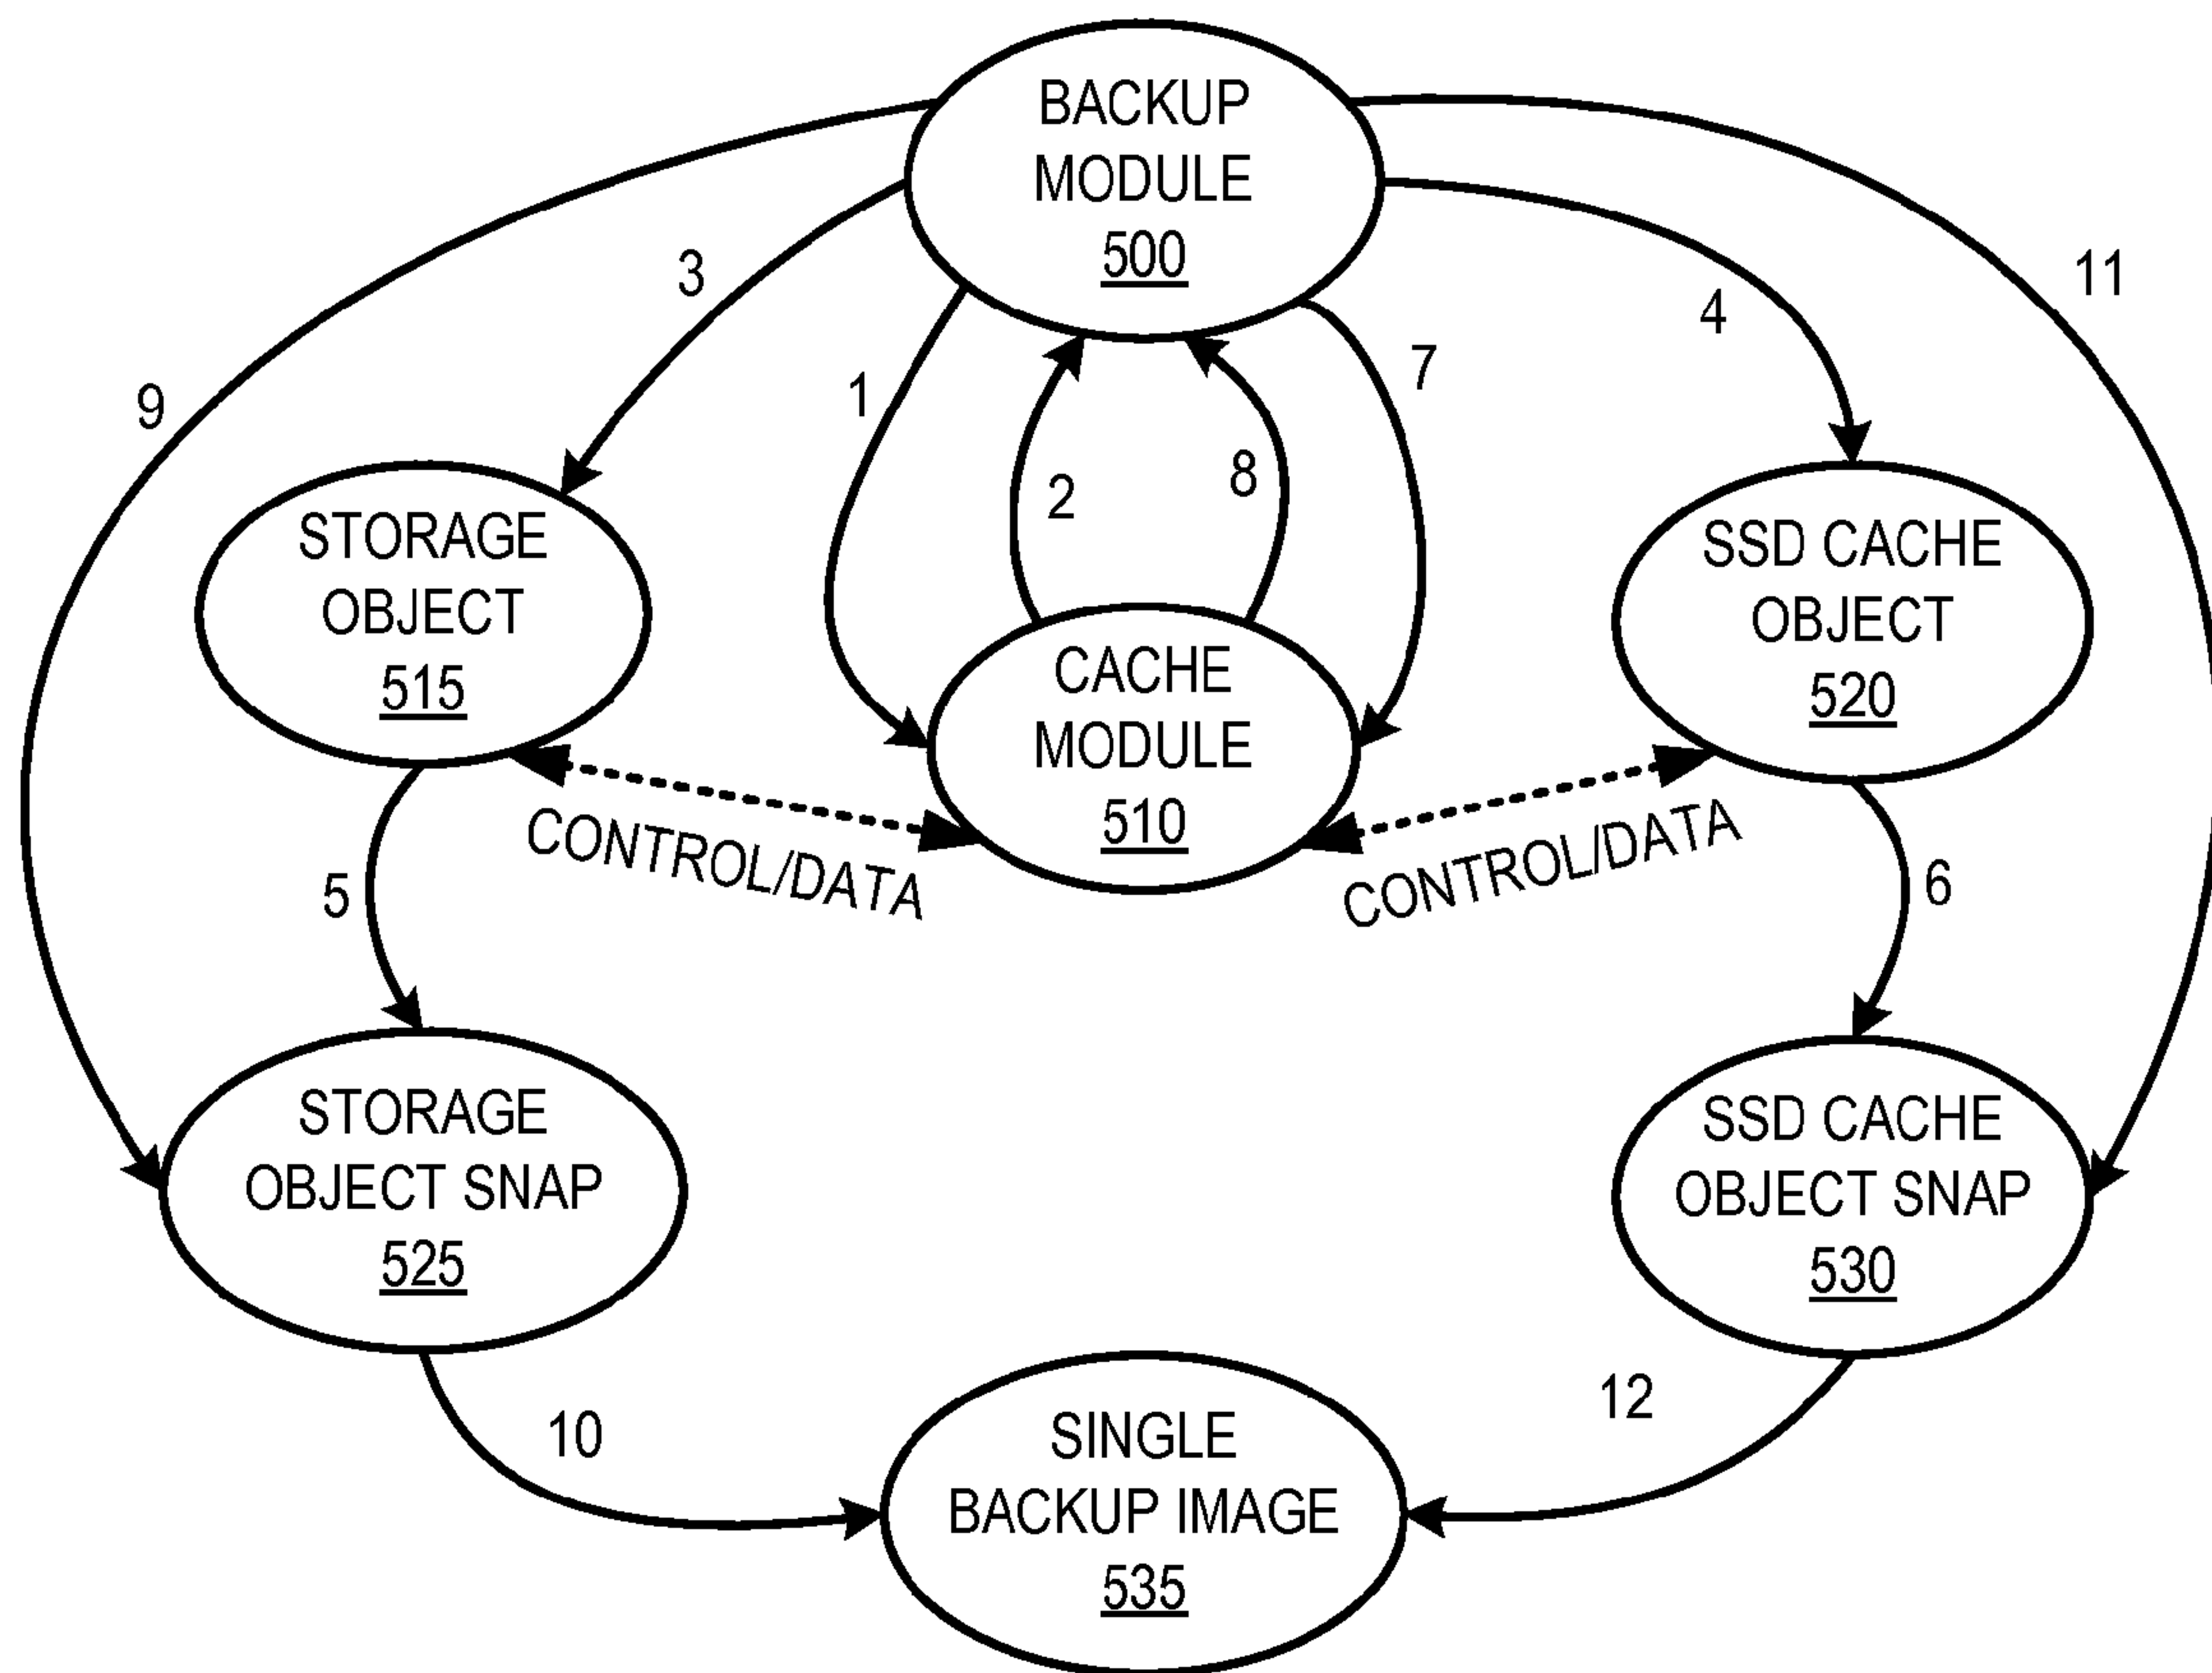 BACKUP
MODULE
500
9
3
1
2
8
7
4
11
STORAGE
OBJECT
515
CACHE
MODULE
510
SSD CACHE
OBJECT
520
CONTROL/DATA
CONTROL/DATA
5
6
STORAGE
OBJECT SNAP
525
SSD CACHE
OBJECT SNAP
530
10
12
SINGLE
BACKUP IMAGE
535